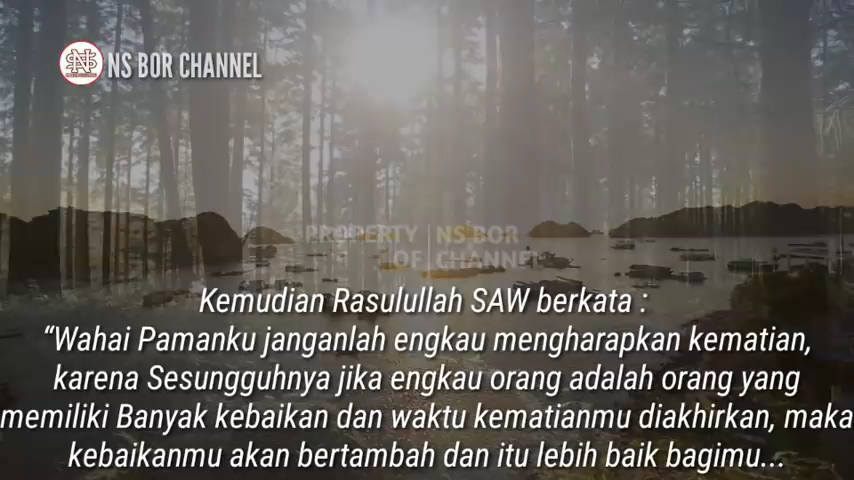 NS BOR CHANNEL
PROPERTY | NS BOR
OF | CHANNEL
Kemudian Rasulullah SAW berkata :
“Wahai Pamanku janganlah engkau mengharapkan kematian,
karena Sesungguhnya jika engkau orang adalah orang yang
memiliki Banyak kebaikan dan waktu kematianmu diakhirkan, maka
kebaikanmu akan bertambah dan itu lebih baik bagimu...